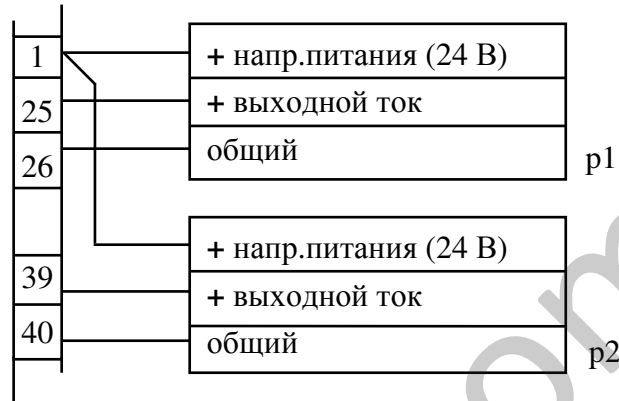 1
+ напр.питания (24 В)
25
+ выходной ток
26
общий
p1
+ напр.питания (24 В)
39
+ выходной ток
40
общий
p2